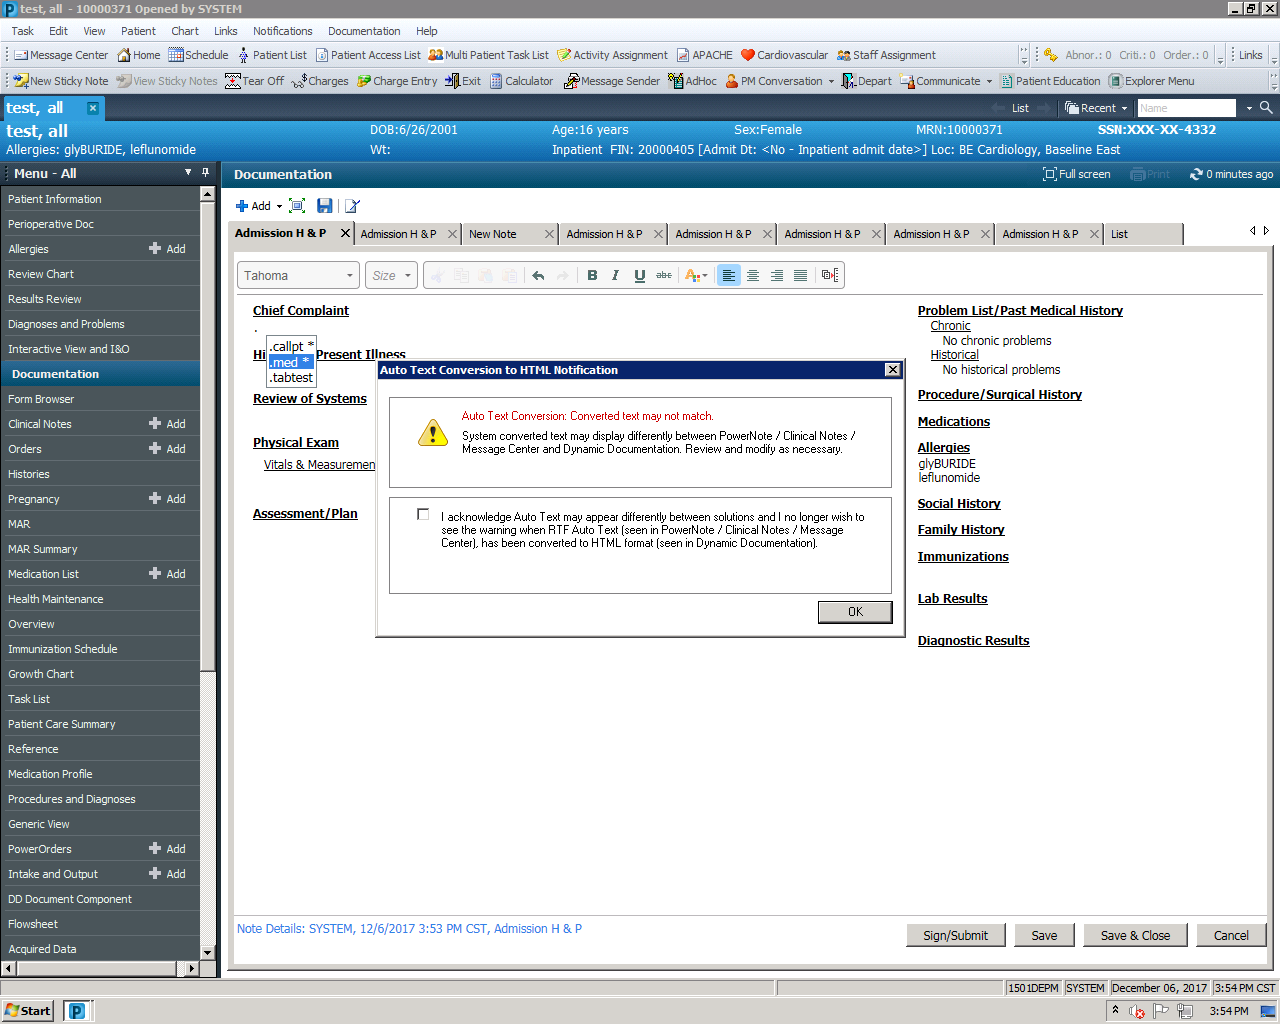 test, all - 10000371 Opened by SYSTEM
Task Edit View Patient Chart Links Notifications Documentation Help
Message Center Home Schedule Patient List Patient Access List Multi Patient Task List Activity Assignment APACHE Cardiovascular Staff Assignment Abnor.: 0 Criti.: 0 Order.: 0 Links
New Sticky Note View Sticky Notes Tear Off Charges Charge Entry Exit Calculator Message Sender AdHoc PM Conversation Depart Communicate Patient Education Explorer Menu
test, all List Recent Name
test, all DOB:6/26/2001 Age:16 years Sex:Female MRN:10000371 SSN:XXX-XX-4332
Allergies: glyBURIDE, leflunomide Wt: Inpatient FIN: 20000405 [Admit Dt: <No - Inpatient admit date>] Loc: BE Cardiology, Baseline East
Menu - All
Patient Information
Perioperative Doc
Allergies Add
Review Chart
Results Review
Diagnoses and Problems
Interactive View and I&O
Documentation
Form Browser
Clinical Notes Add
Orders Add
Histories
Pregnancy Add
MAR
MAR Summary
Medication List Add
Health Maintenance
Overview
Immunization Schedule
Growth Chart
Task List
Patient Care Summary
Reference
Medication Profile
Procedures and Diagnoses
Generic View
PowerOrders Add
Intake and Output Add
DD Document Component
Flowsheet
Acquired Data
Documentation Full screen Print 0 minutes ago
Add
Admission H & P Admission H & P New Note Admission H & P Admission H & P Admission H & P Admission H & P Admission H & P List
Tahoma Size B I U abc A
Chief Complaint
.
.callpt *
.med *
.tabtest
Hi Present Illness
Review of Systems
Physical Exam
Vitals & Measuremen
Assessment/Plan
Auto Text Conversion to HTML Notification
Auto Text Conversion: Converted text may not match.
System converted text may display differently between PowerNote / Clinical Notes /
Message Center and Dynamic Documentation. Review and modify as necessary.
I acknowledge Auto Text may appear differently between solutions and I no longer wish to
see the warning when RTF Auto Text (seen in PowerNote / Clinical Notes / Message
Center), has been converted to HTML format (seen in Dynamic Documentation).
OK
Problem List/Past Medical History
Chronic
No chronic problems
Historical
No historical problems
Procedure/Surgical History
Medications
Allergies
glyBURIDE
leflunomide
Social History
Family History
Immunizations
Lab Results
Diagnostic Results
Note Details: SYSTEM, 12/6/2017 3:53 PM CST, Admission H & P
Sign/Submit Save Save & Close Cancel
1501DEPM SYSTEM December 06, 2017 3:54 PM CST
Start P 3:54 PM